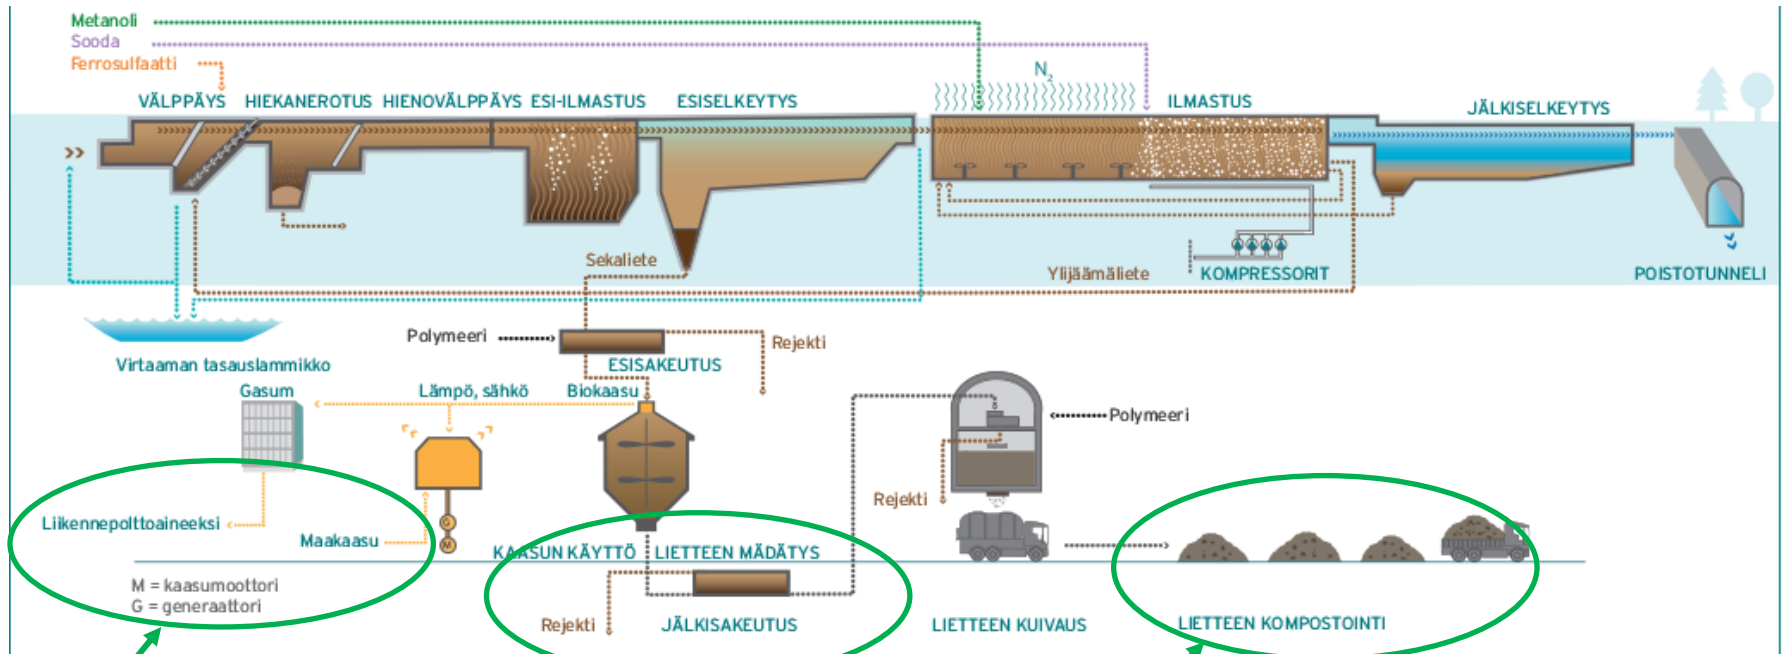 Metanoli
Sooda
Ferrosulfaatti
N2
VÄLPPÄYS HIEKANEROTUS HIENOVÄLPPÄYS ESI-ILMASTUS ESISELKEYTYS ILMASTUS JÄLKISELKEYTYS
Sekaliete
Ylijäämäliete
KOMPRESSORIT
POISTOTUNNELI
Polymeeri
Rejekti
ESISAKEUTUS
Virtaaman tasauslammikko
Gasum
Lämpö, sähkö
Biokaasu
Polymeeri
Rejekti
Liikennepolttoaineeksi
Maakaasu
G
M
KAASUN KÄYTTÖ
LIETTEEN MÄDÄTYS
M = kaasumoottori
G = generaattori
Rejekti
JÄLKISAKEUTUS
LIETTEEN KUIVAUS
LIETTEEN KOMPOSTOINTI